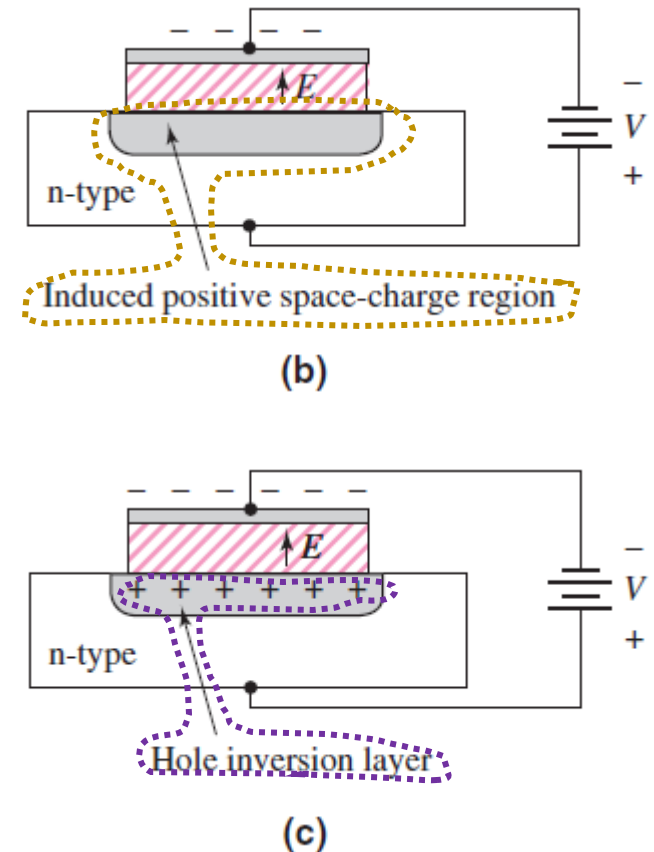 − − − − −
E
−
V
+
n-type
Induced positive space-charge region
(b)
− − − − − −
E
−
V
+
+ + + + + +
n-type
Hole inversion layer
(c)